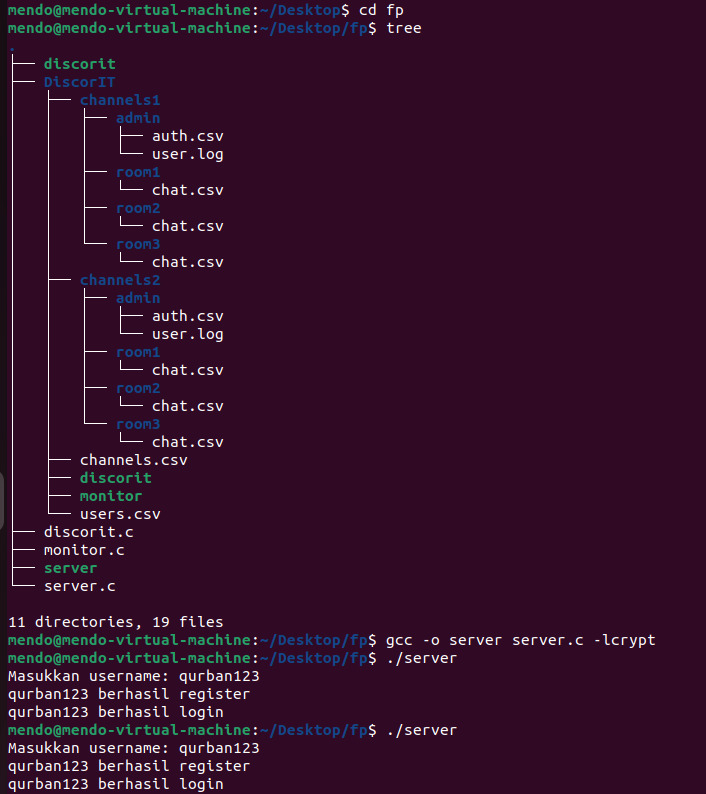 mendo@mendo-virtual-machine:~/Desktop$ cd fp
mendo@mendo-virtual-machine:~/Desktop/fp$ tree
.
├── discorit
├── DiscorIT
│   ├── channels1
│   │   ├── admin
│   │   │   ├── auth.csv
│   │   │   └── user.log
│   │   ├── room1
│   │   │   └── chat.csv
│   │   ├── room2
│   │   │   └── chat.csv
│   │   └── room3
│   │       └── chat.csv
│   ├── channels2
│   │   ├── admin
│   │   │   ├── auth.csv
│   │   │   └── user.log
│   │   ├── room1
│   │   │   └── chat.csv
│   │   ├── room2
│   │   │   └── chat.csv
│   │   └── room3
│   │       └── chat.csv
│   ├── channels.csv
│   ├── discorit
│   ├── monitor
│   └── users.csv
├── discorit.c
├── monitor.c
├── server
└── server.c
11 directories, 19 files
mendo@mendo-virtual-machine:~/Desktop/fp$ gcc -o server server.c -lcrypt
mendo@mendo-virtual-machine:~/Desktop/fp$ ./server
Masukkan username: qurban123
qurban123 berhasil register
qurban123 berhasil login
mendo@mendo-virtual-machine:~/Desktop/fp$ ./server
Masukkan username: qurban123
qurban123 berhasil register
qurban123 berhasil login